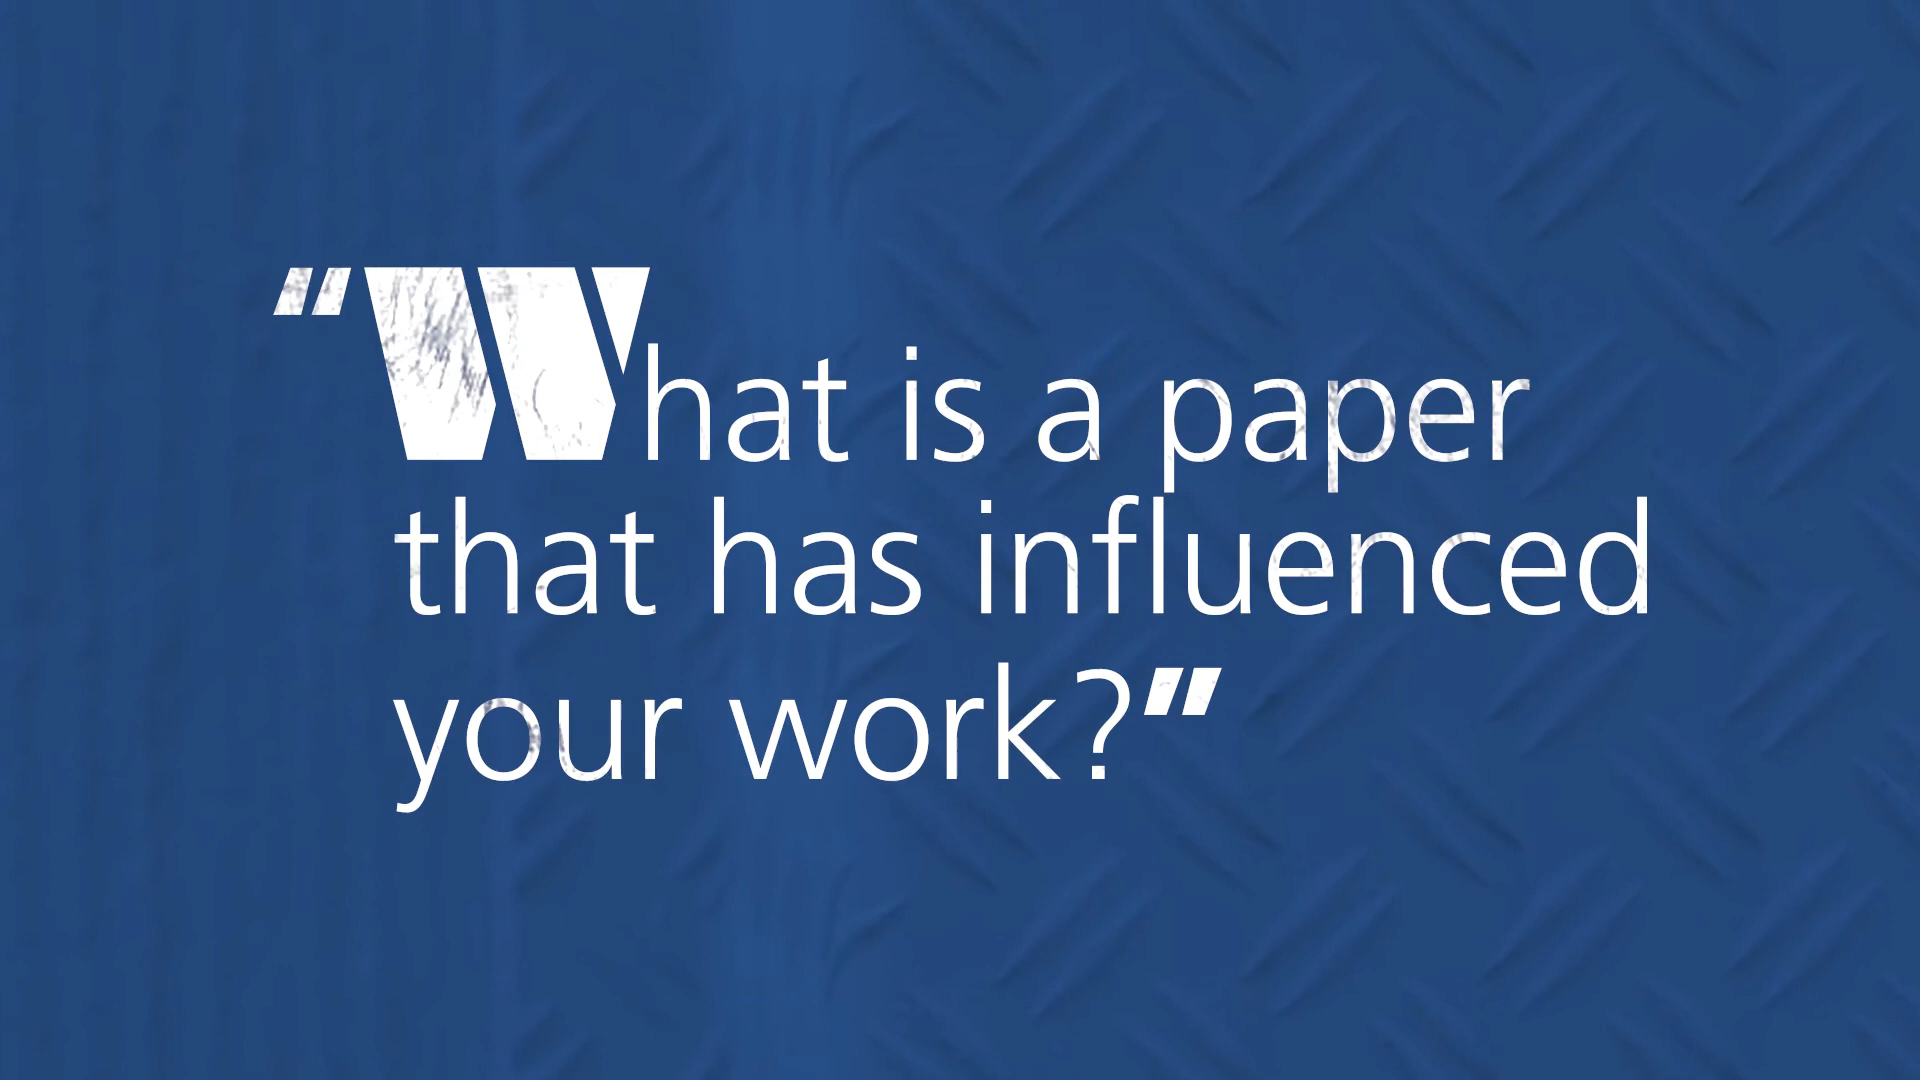 “What is a paper
that has influenced
your work?”